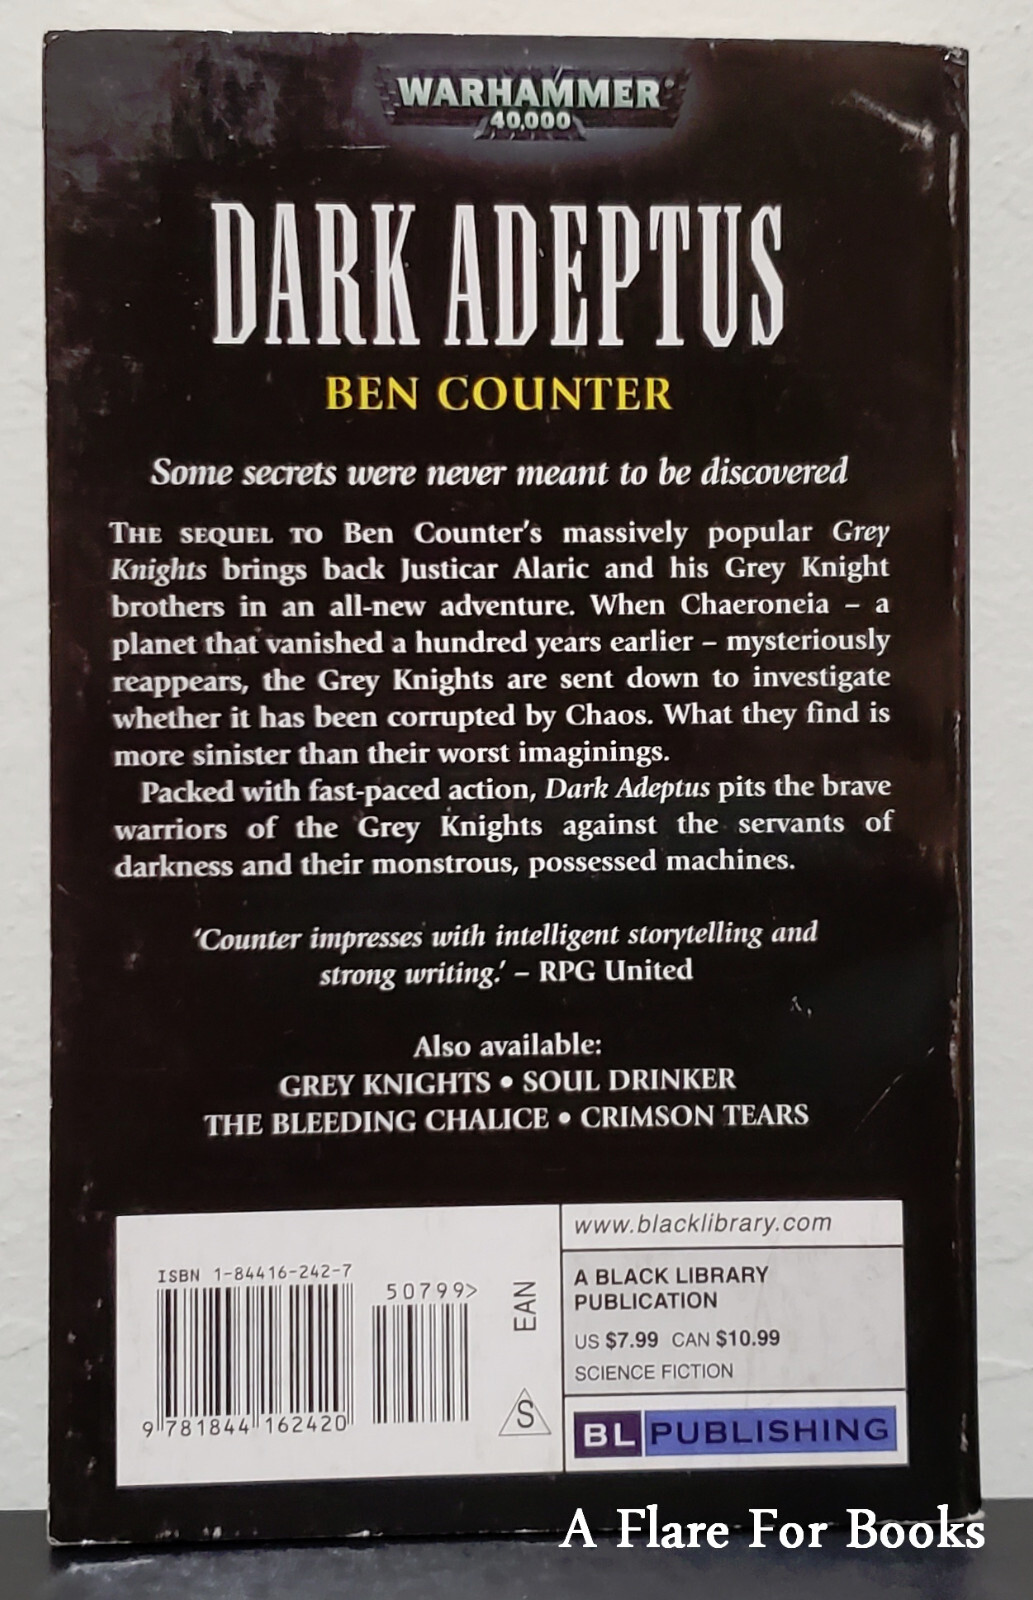 WARHAMMER
40,000
DARK ADEPTUS
BEN COUNTER
Some secrets were never meant to be discovered
THE SEQUEL TO Ben Counter's massively popular Grey
Knights brings back Justicar Alaric and his Grey Knight
brothers in an all-new adventure. When Chaeroneia – a
planet that vanished a hundred years earlier – mysteriously
reappears, the Grey Knights are sent down to investigate
whether it has been corrupted by Chaos. What they find is
more sinister than their worst imaginings.
Packed with fast-paced action, Dark Adeptus pits the brave
warriors of the Grey Knights against the servants of
darkness and their monstrous, possessed machines.
'Counter impresses with intelligent storytelling and
strong writing.' – RPG United
Also available:
GREY KNIGHTS • SOUL DRINKER
THE BLEEDING CHALICE • CRIMSON TEARS
ISBN 1-84416-242-7
50799>
EAN
S
9 781844 162420
www.blacklibrary.com
A BLACK LIBRARY
PUBLICATION
US $7.99 CAN $10.99
SCIENCE FICTION
BL PUBLISHING
A Flare For Books